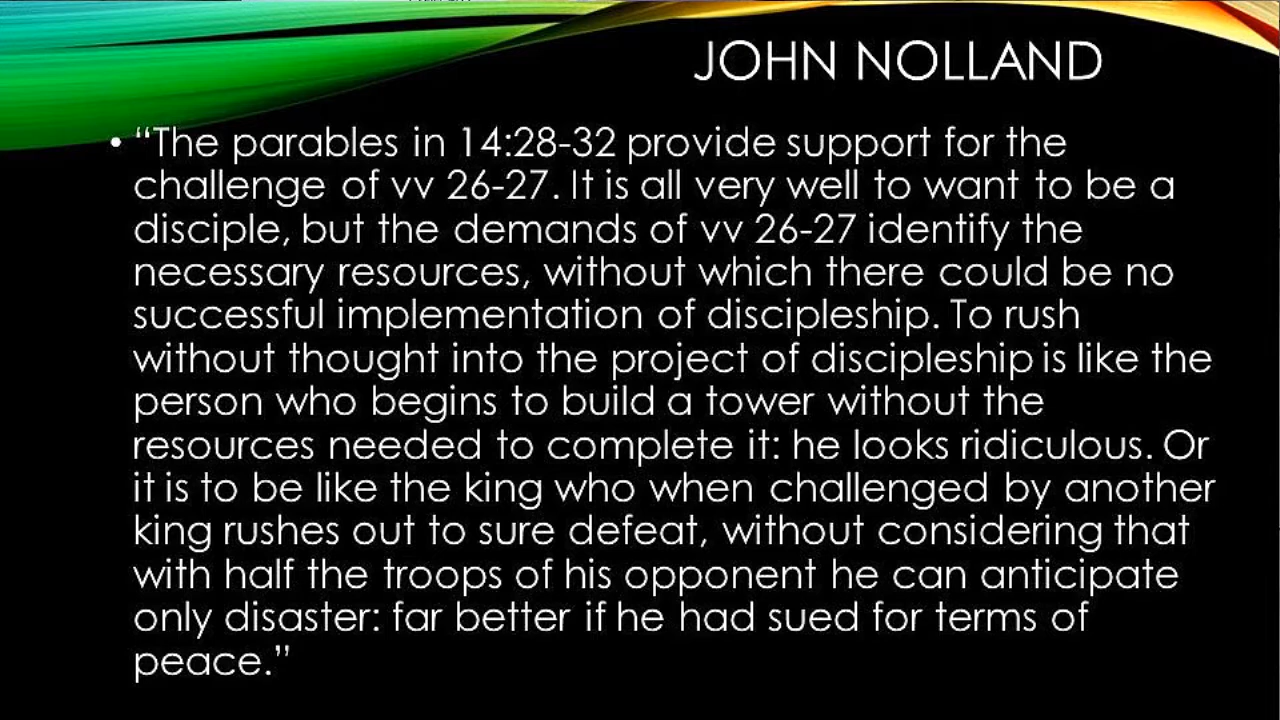 JOHN NOLLAND
• “The parables in 14:28-32 provide support for the
challenge of vv 26-27. It is all very well to want to be a
disciple, but the demands of vv 26-27 identify the
necessary resources, without which there could be no
successful implementation of discipleship. To rush
without thought into the project of discipleship is like the
person who begins to build a tower without the
resources needed to complete it: he looks ridiculous. Or
it is to be like the king who when challenged by another
king rushes out to sure defeat, without considering that
with half the troops of his opponent he can anticipate
only disaster: far better if he had sued for terms of
peace.”